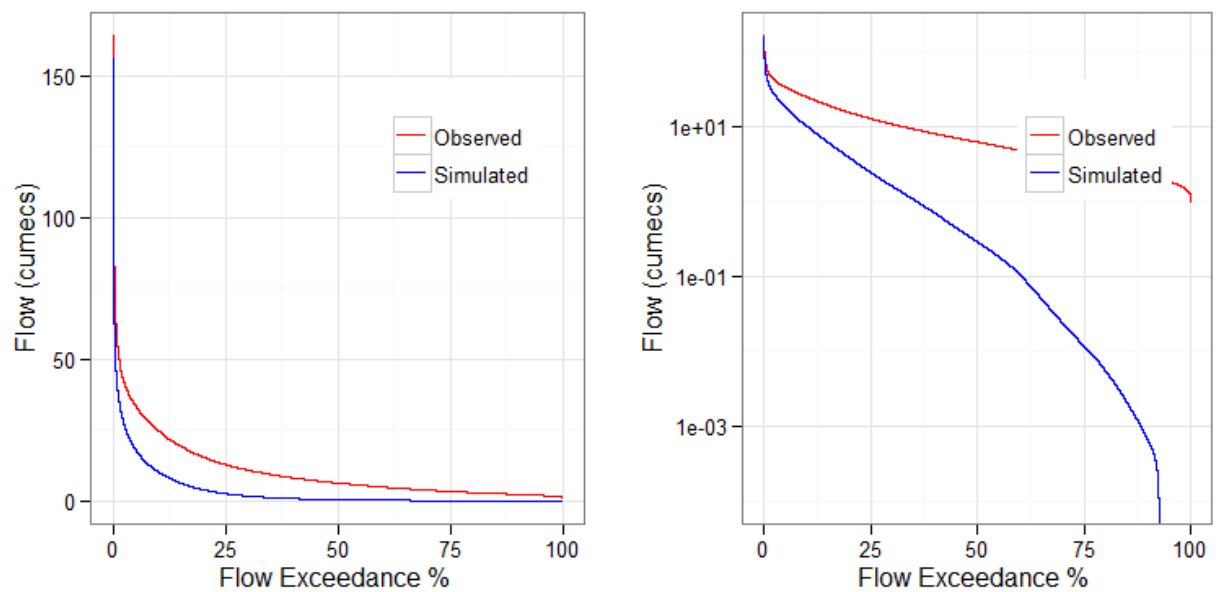 150
100
50
0
Flow (cumecs)
Observed
Simulated
0 25 50 75 100
Flow Exceedance %
1e+01
1e-01
1e-03
Flow (cumecs)
Observed
Simulated
0 25 50 75 100
Flow Exceedance %